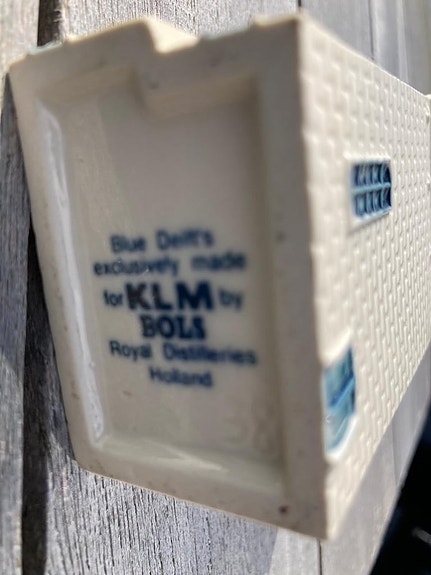 Blue Delft's
exclusively made
for KLM by
BOLS
Royal Distilleries
Holland